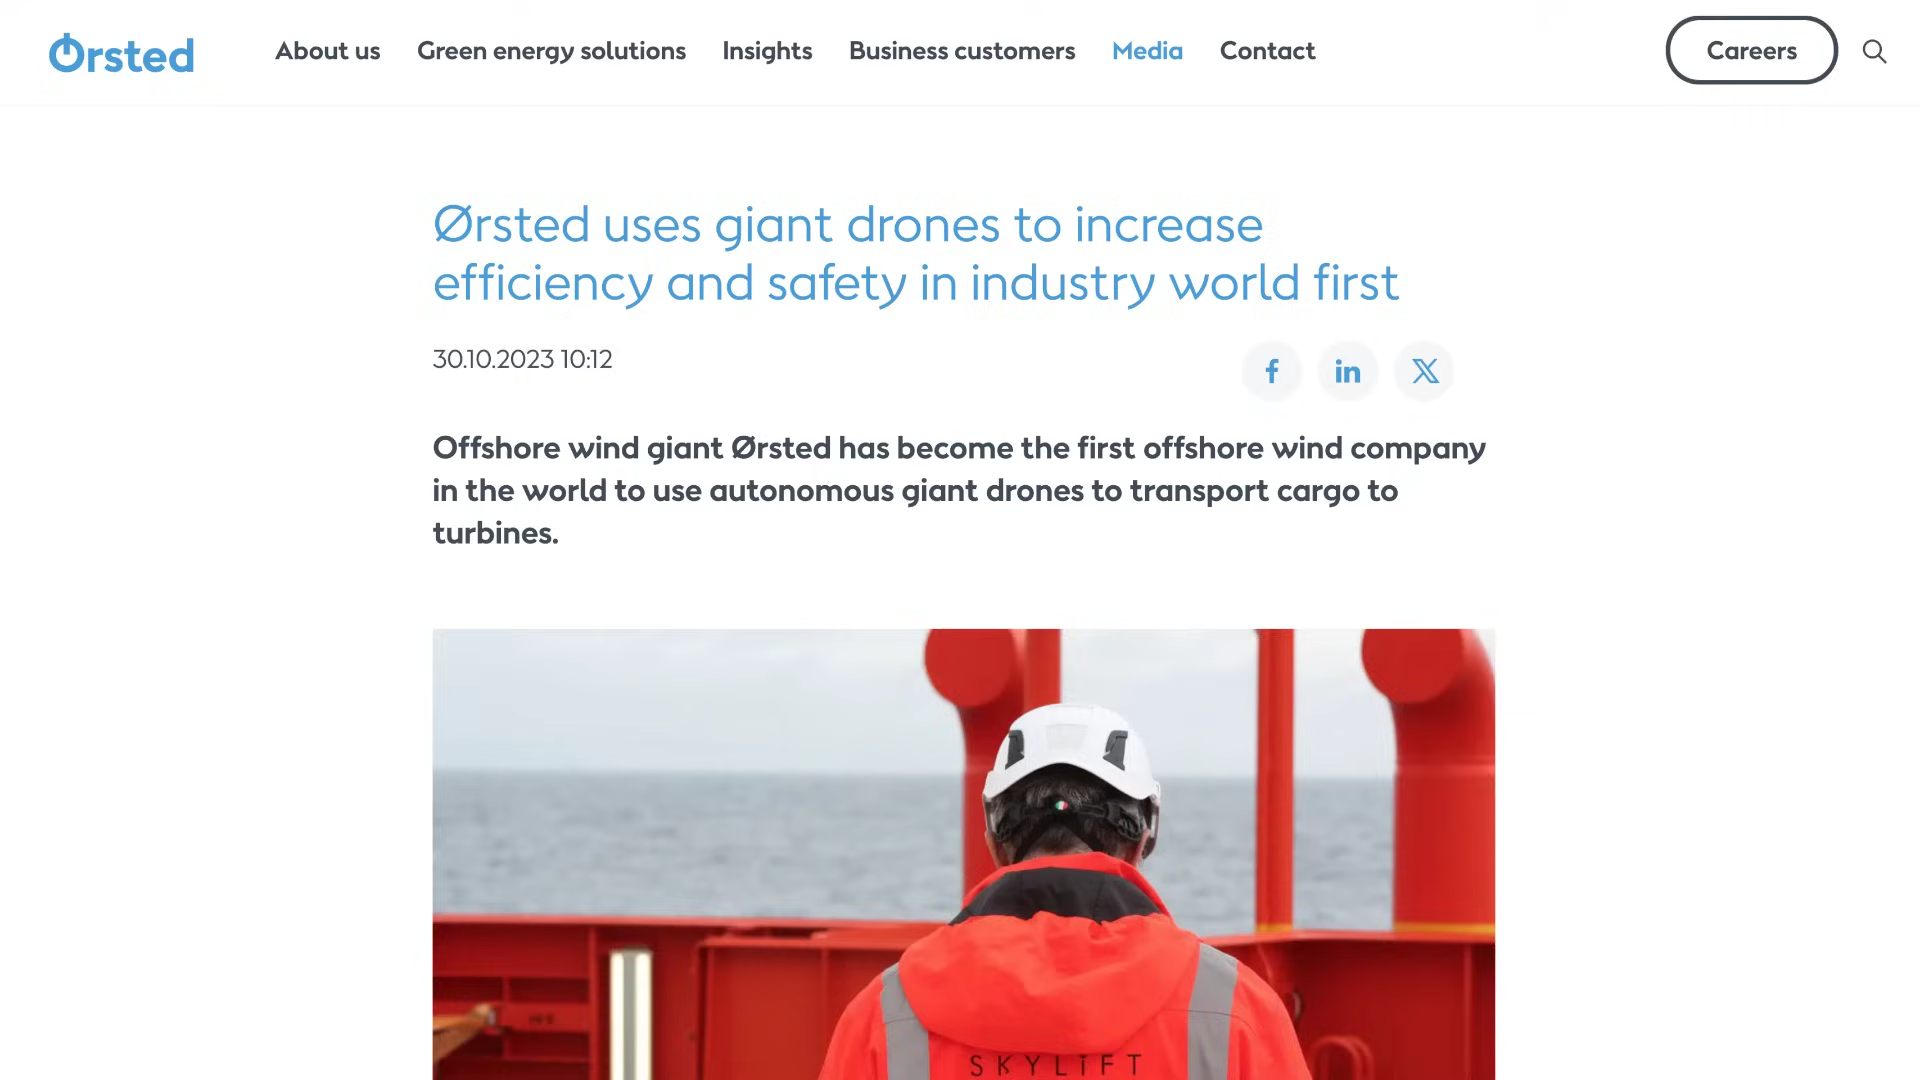 Ørsted
About us
Green energy solutions
Insights
Business customers
Media
Contact
Careers
Ørsted uses giant drones to increase
efficiency and safety in industry world first
30.10.2023 10:12
Offshore wind giant Ørsted has become the first offshore wind company
in the world to use autonomous giant drones to transport cargo to
turbines.
SKYLIFT